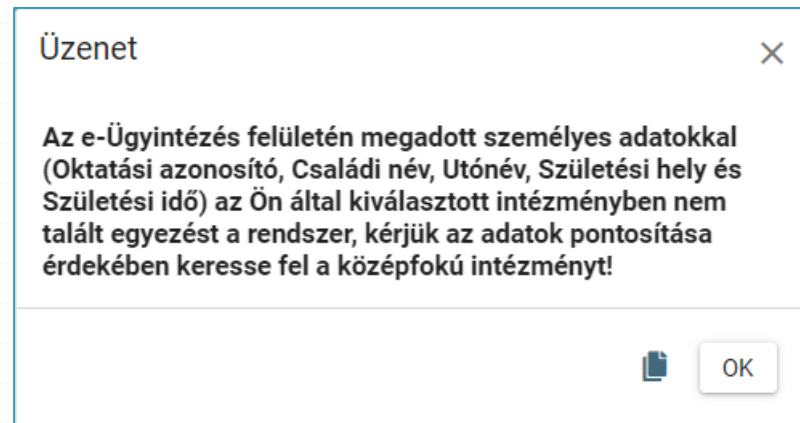 Üzenet
Az e-Ügyintézés felületén megadott személyes adatokkal
(Oktatási azonosító, Családi név, Utónév, Születési hely és
Születési idő) az Ön által kiválasztott intézményben nem
talált egyezést a rendszer, kérjük az adatok pontosítása
érdekében keresse fel a középfokú intézményt!
OK